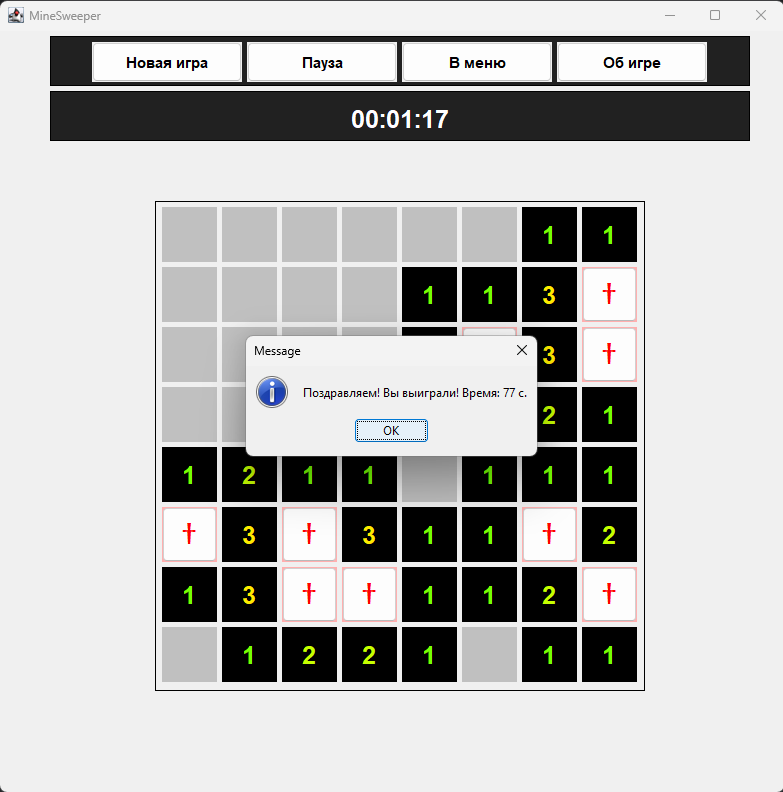 MineSweeper
Новая игра Пауза В меню Об игре
00:01:17
1 1
1 1 3 †
3 †
Message
Поздравляем! Вы выиграли! Время: 77 с.
OK
2 1
1 2 1 1 1 1 1
† 3 † 3 1 1 † 2
1 3 † † 1 1 2 †
1 2 2 1 1 1